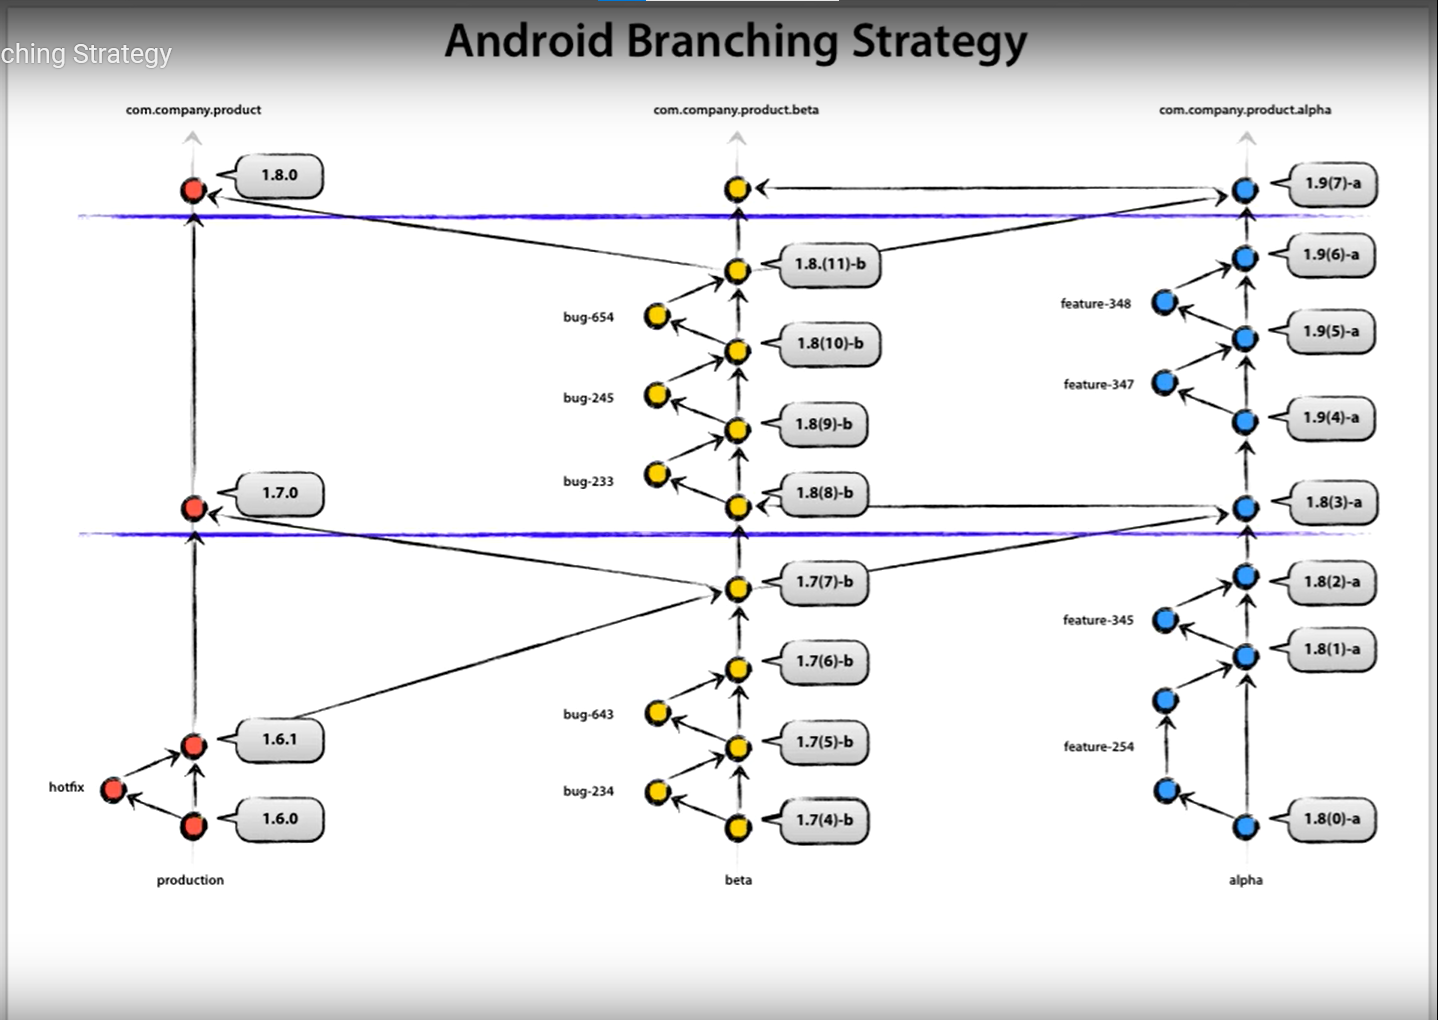 Android Branching Strategy
ching Strategy
com.company.product
com.company.product.beta
com.company.product.alpha
1.8.0
1.9(7)-a
1.8.(11)-b
1.9(6)-a
feature-348
bug-654
1.9(5)-a
1.8(10)-b
feature-347
bug-245
1.9(4)-a
1.8(9)-b
bug-233
1.7.0
1.8(8)-b
1.8(3)-a
1.7(7)-b
1.8(2)-a
feature-345
1.8(1)-a
1.7(6)-b
bug-643
1.6.1
1.7(5)-b
feature-254
hotfix
bug-234
1.6.0
1.7(4)-b
1.8(0)-a
production
beta
alpha